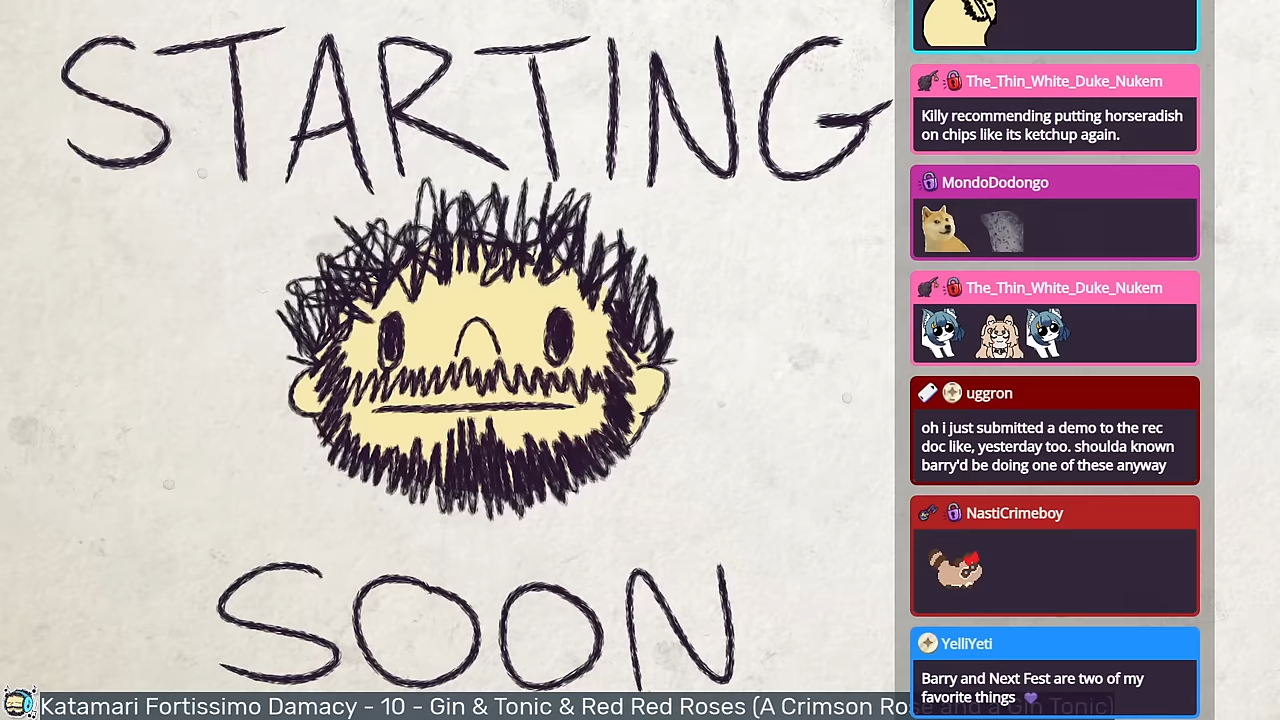 STARTING
SOON
The_Thin_White_Duke_Nukem
Killy recommending putting horseradish
on chips like its ketchup again.
MondoDodongo
The_Thin_White_Duke_Nukem
uggron
oh i just submitted a demo to the rec
doc like, yesterday too. shoulda known
barry'd be doing one of these anyway
NastiCrimeboy
YelliYeti
Barry and Next Fest are two of my
favorite things
Katamari Fortissimo Damacy - 10 - Gin & Tonic & Red Red Roses (A Crimson Rose and a Gin Tonic)